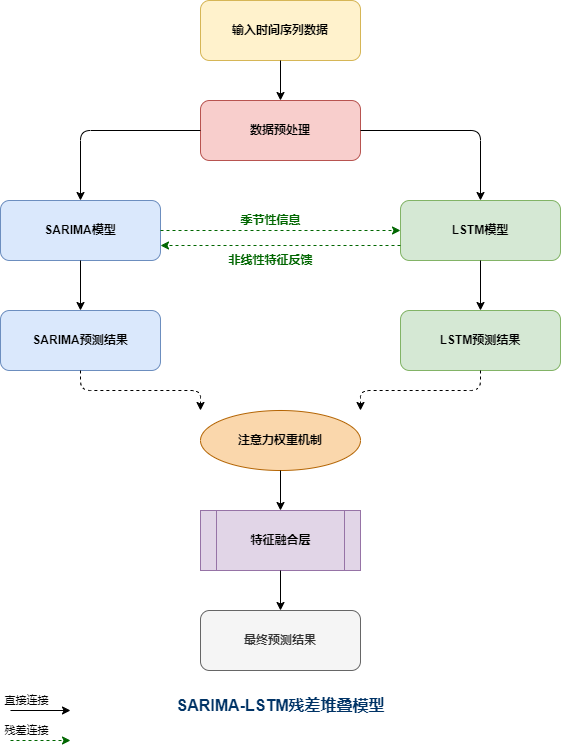 输入时间序列数据
数据预处理
SARIMA模型
季节性信息
LSTM模型
非线性特征反馈
SARIMA预测结果
LSTM预测结果
注意力权重机制
特征融合层
最终预测结果
直接连接
SARIMA-LSTM残差堆叠模型
残差连接